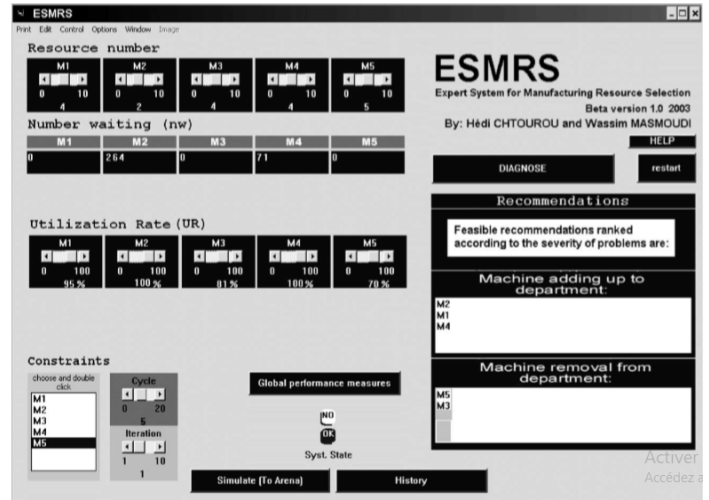 ESMRS
Print Edit Control Options Window Image
Resource number
M1 M2 M3 M4 M5
0 10 0 10 0 10 0 10 0 10
4 2 4 4 5
Number waiting (nw)
M1 M2 M3 M4 M5
0 264 0 71 0
Utilization Rate (UR)
M1 M2 M3 M4 M5
0 100 0 100 0 100 0 100 0 100
95 % 100 % 81 % 100 % 70 %
Constraints
choose and double
click
M1
M2
M3
M4
M5
Cycle
0 20
5
Iteration
1 10
1
Global performance measures
NO
OK
Syst. State
Simulate (To Arena)
History
ESMRS
Expert System for Manufacturing Resource Selection
Beta version 1.0 2003
By: Hédi CHTOUROU and Wassim MASMOUDI
HELP
DIAGNOSE
restart
Recommendations
Feasible recommendations ranked
according to the severity of problems are:
Machine adding up to
department:
M2
M1
M4
Machine removal from
department:
M5
M3
Activer
Accédez a